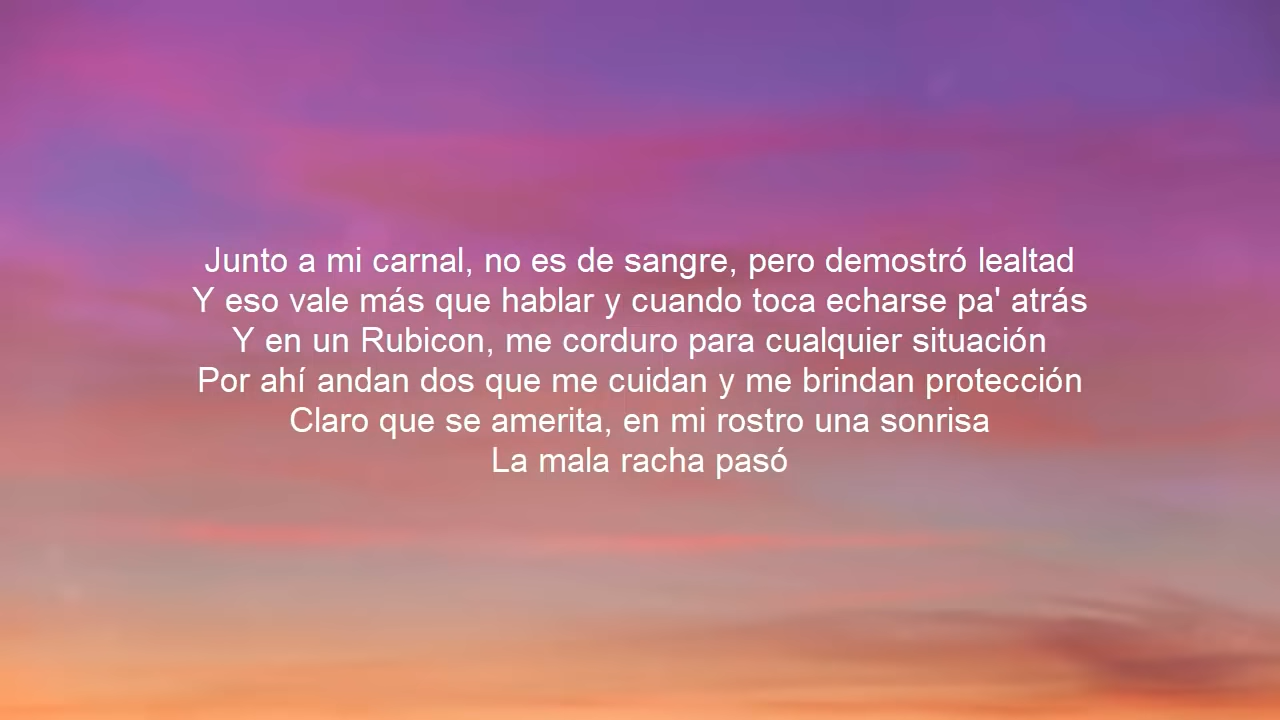 Junto a mi carnal, no es de sangre, pero demostró lealtad
Y eso vale más que hablar y cuando toca echarse pa' atrás
Y en un Rubicon, me corduro para cualquier situación
Por ahí andan dos que me cuidan y me brindan protección
Claro que se amerita, en mi rostro una sonrisa
La mala racha pasó